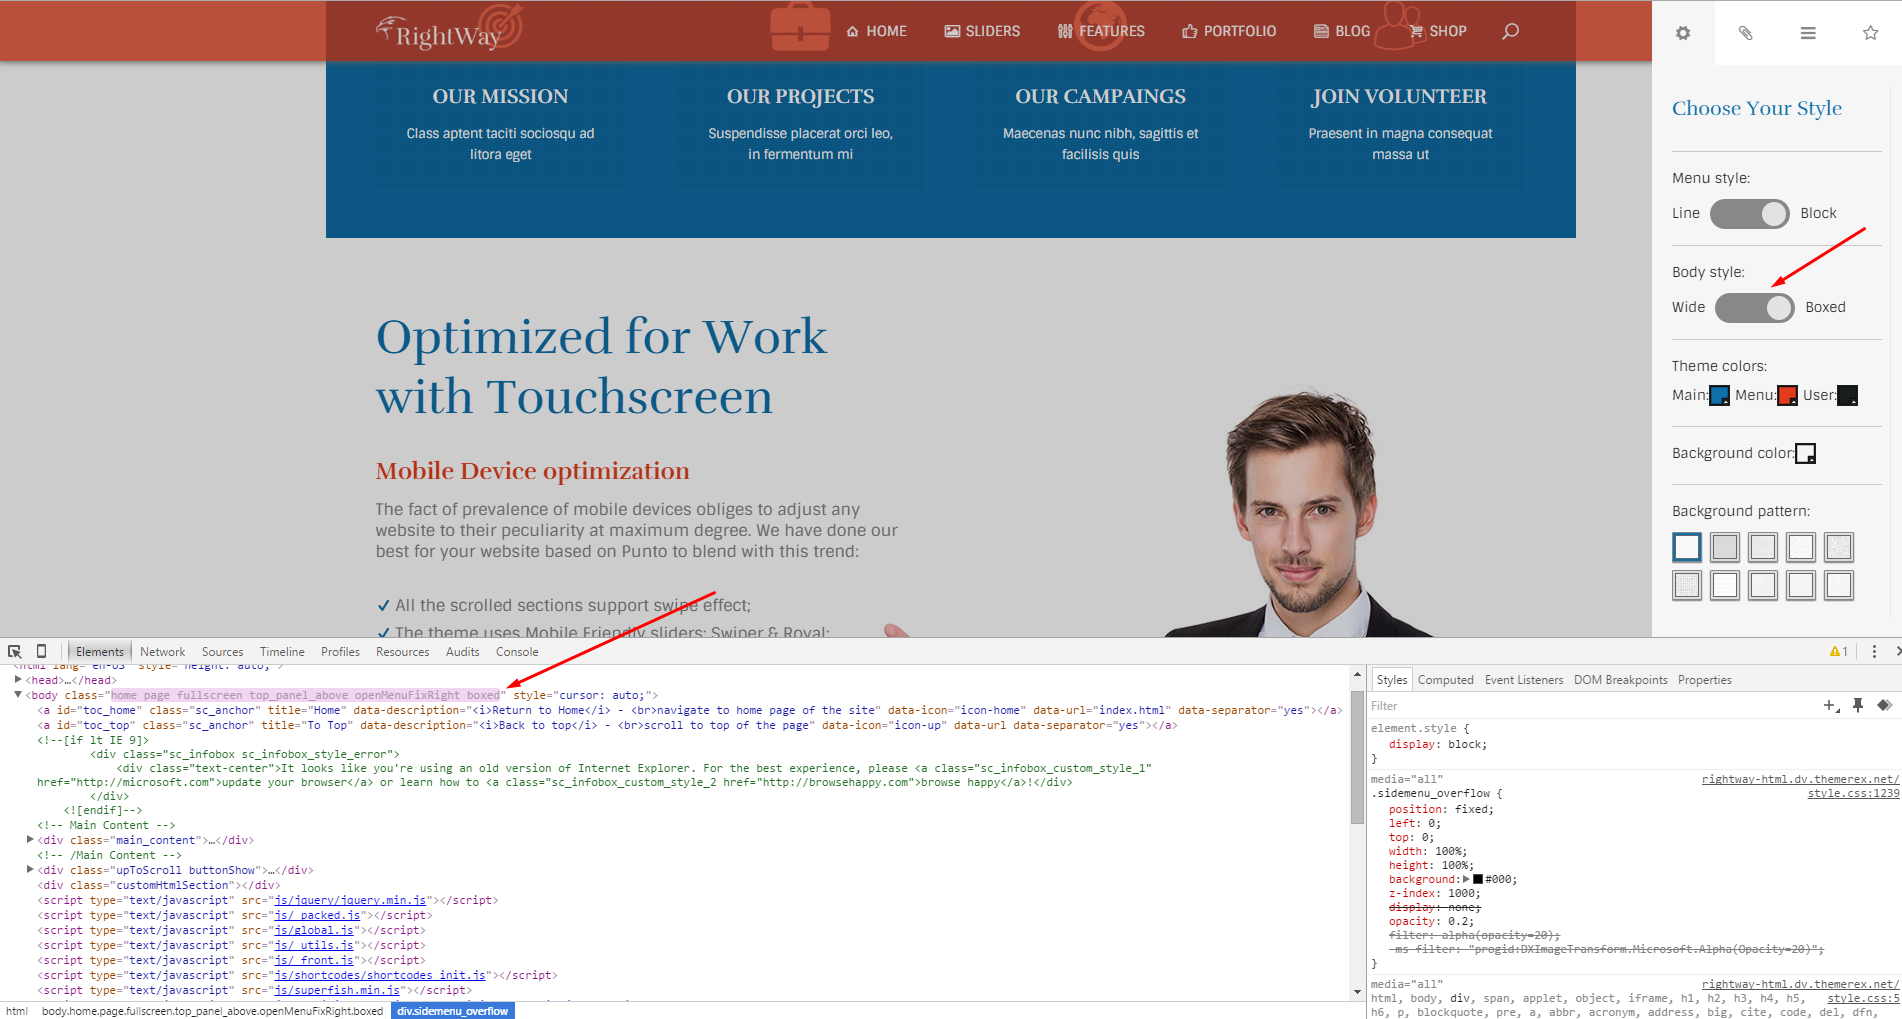 RightWay
HOME SLIDERS FEATURES PORTFOLIO BLOG SHOP
OUR MISSION
Class aptent taciti sociosqu ad
litora eget
OUR PROJECTS
Suspendisse placerat orci leo,
in fermentum mi
OUR CAMPAINGS
Maecenas nunc nibh, sagittis et
facilisis quis
JOIN VOLUNTEER
Praesent in magna consequat
massa ut
Optimized for Work
with Touchscreen
Mobile Device optimization
The fact of prevalence of mobile devices obliges to adjust any
website to their peculiarity at maximum degree. We have done our
best for your website based on Punto to blend with this trend:
All the scrolled sections support swipe effect;
The theme uses Mobile Friendly sliders: Swiper & Royal;
Choose Your Style
Menu style:
Line Block
Body style:
Wide Boxed
Theme colors:
Main: Menu: User:
Background color:
Background pattern:
Elements Network Sources Timeline Profiles Resources Audits Console
1
<html lang="en-US" style="height: auto;">
<head>…</head>
<body class="home page fullscreen top_panel_above openMenuFixRight boxed" style="cursor: auto;">
<a id="toc_home" class="sc_anchor" title="Home" data-description="<i>Return to Home</i> - <br>navigate to home page of the site" data-icon="icon-home" data-url="index.html" data-separator="yes"></a>
<a id="toc_top" class="sc_anchor" title="To Top" data-description="<i>Back to top</i> - <br>scroll to top of the page" data-icon="icon-up" data-url data-separator="yes"></a>
<!--[if lt IE 9]>
<div class="sc_infobox sc_infobox_style_error">
<div class="text-center">It looks like you're using an old version of Internet Explorer. For the best experience, please <a class="sc_infobox_custom_style_1"
href="http://microsoft.com">update your browser</a> or learn how to <a class="sc_infobox_custom_style_2 href="http://browsehappy.com">browse happy</a>!</div>
</div>
<![endif]-->
<!-- Main Content -->
<div class="main_content">…</div>
<!-- /Main Content -->
<div class="upToScroll buttonShow">…</div>
<div class="customHtmlSection"></div>
<script type="text/javascript" src="js/jquery/jquery.min.js"></script>
<script type="text/javascript" src="js/_packed.js"></script>
<script type="text/javascript" src="js/global.js"></script>
<script type="text/javascript" src="js/_utils.js"></script>
<script type="text/javascript" src="js/_front.js"></script>
<script type="text/javascript" src="js/shortcodes/shortcodes_init.js"></script>
<script type="text/javascript" src="js/superfish.min.js"></script>
html body.home.page.fullscreen.top_panel_above.openMenuFixRight.boxed div.sidemenu_overflow
Styles Computed Event Listeners DOM Breakpoints Properties
Filter
element.style {
display: block;
}
media="all" rightway-html.dv.themerex.net/
.sidemenu_overflow { style.css:1239
position: fixed;
left: 0;
top: 0;
width: 100%;
height: 100%;
background: #000;
z-index: 1000;
display: none;
opacity: 0.2;
filter: alpha(opacity=20);
-ms-filter: "progid:DXImageTransform.Microsoft.Alpha(Opacity=20)";
}
media="all" rightway-html.dv.themerex.net/
html, body, div, span, applet, object, iframe, h1, h2, h3, h4, h5, style.css:5
h6, p, blockquote, pre, a, abbr, acronym, address, big, cite, code, del, dfn,